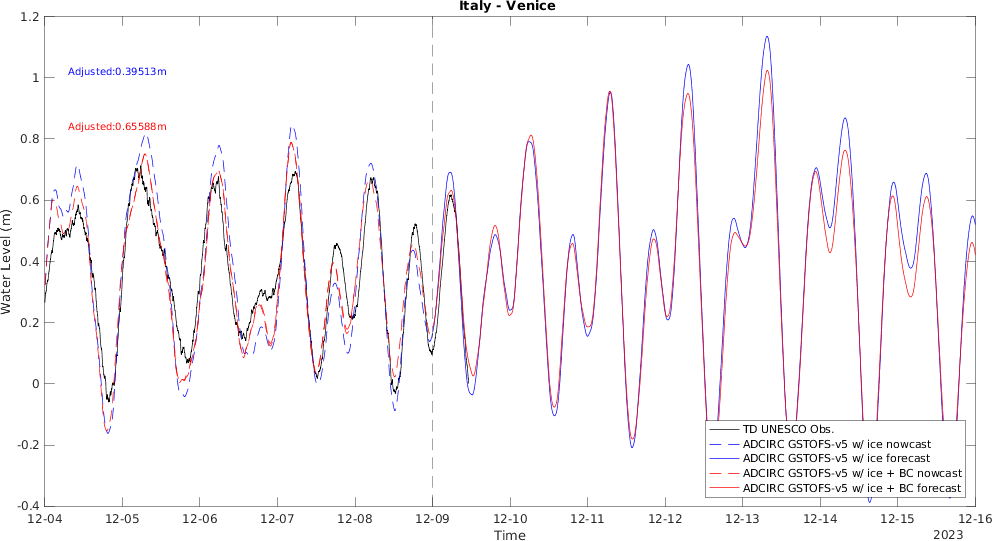 Italy - Venice
1.2
1
0.8
0.6
0.4
0.2
0
-0.2
-0.4
Water Level (m)
Adjusted:0.39513m
Adjusted:0.65588m
TD UNESCO Obs.
ADCIRC GSTOFS-v5 w/ ice nowcast
ADCIRC GSTOFS-v5 w/ ice forecast
ADCIRC GSTOFS-v5 w/ ice + BC nowcast
ADCIRC GSTOFS-v5 w/ ice + BC forecast
12-04 12-05 12-06 12-07 12-08 12-09 12-10 12-11 12-12 12-13 12-14 12-15 12-16
Time
2023